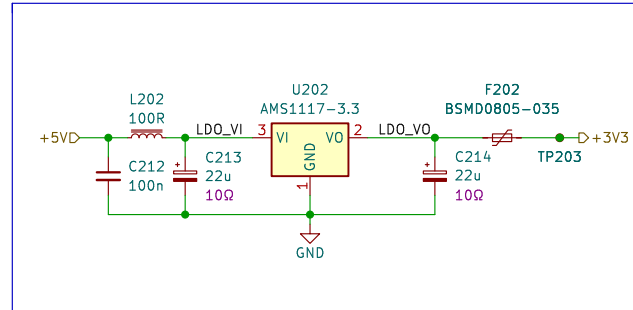 U202
AMS1117-3.3
F202
BSMD0805-035
L202
100R
+5V
LDO_VI
3
VI
VO
2
LDO_VO
+3V3
TP203
GND
1
C212
100n
+
C213
22u
10Ω
+
C214
22u
10Ω
GND